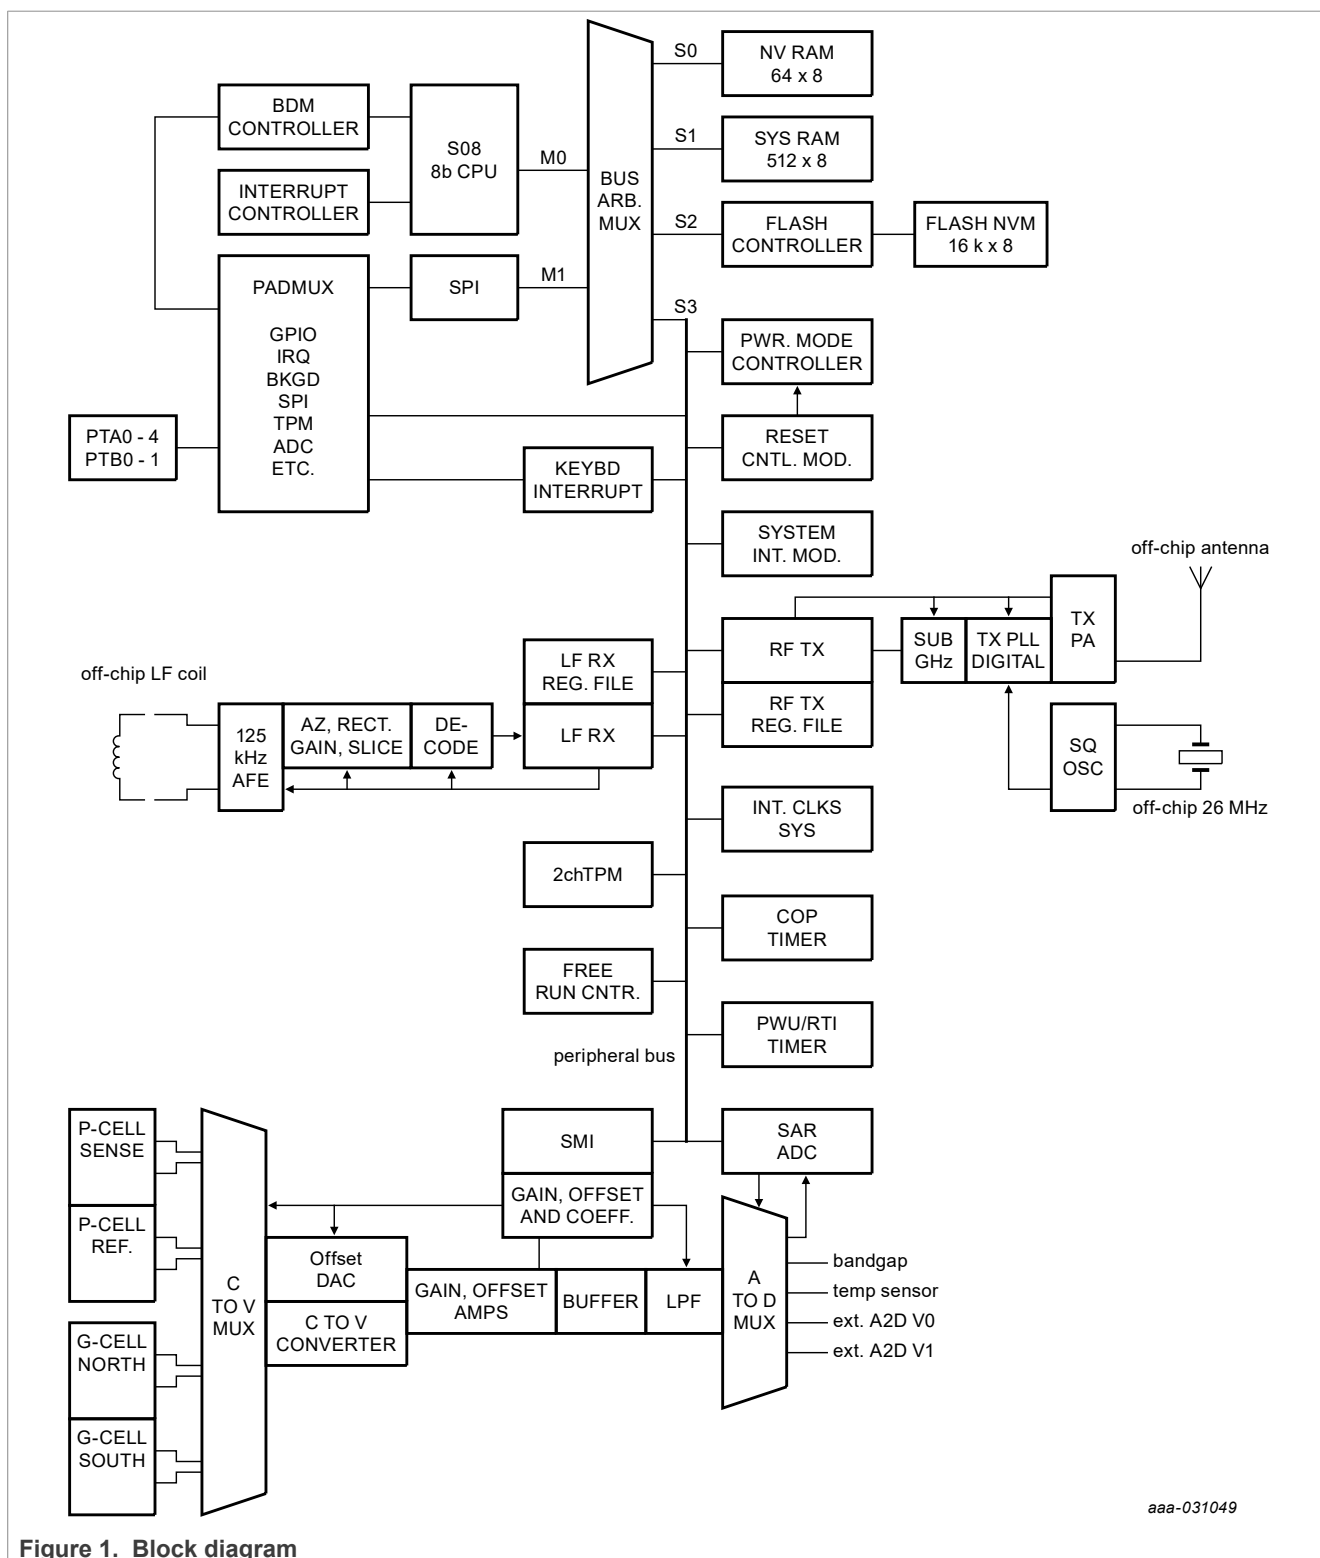 S0
NV RAM
64 x 8
BDM
CONTROLLER
S08
8b CPU
M0
BUS
ARB.
MUX
S1
SYS RAM
512 x 8
INTERRUPT
CONTROLLER
S2
FLASH
CONTROLLER
FLASH NVM
16 k x 8
PADMUX
GPIO
IRQ
BKGD
SPI
TPM
ADC
ETC.
SPI
M1
S3
PWR. MODE
CONTROLLER
PTA0 - 4
PTB0 - 1
RESET
CNTL. MOD.
KEYBD
INTERRUPT
SYSTEM
INT. MOD.
off-chip antenna
TX
PA
RF TX
SUB
GHz
TX PLL
DIGITAL
LF RX
REG. FILE
off-chip LF coil
RF TX
REG. FILE
125
kHz
AFE
AZ, RECT.
GAIN, SLICE
DE-
CODE
LF RX
SQ
OSC
off-chip 26 MHz
INT. CLKS
SYS
2chTPM
COP
TIMER
FREE
RUN CNTR.
PWU/RTI
TIMER
peripheral bus
P-CELL
SENSE
SMI
SAR
ADC
GAIN, OFFSET
AND COEFF.
P-CELL
REF.
C
TO V
MUX
Offset
DAC
GAIN, OFFSET
AMPS
BUFFER
LPF
A
TO D
MUX
bandgap
temp sensor
ext. A2D V0
ext. A2D V1
C TO V
CONVERTER
G-CELL
NORTH
G-CELL
SOUTH
aaa-031049
Figure 1. Block diagram